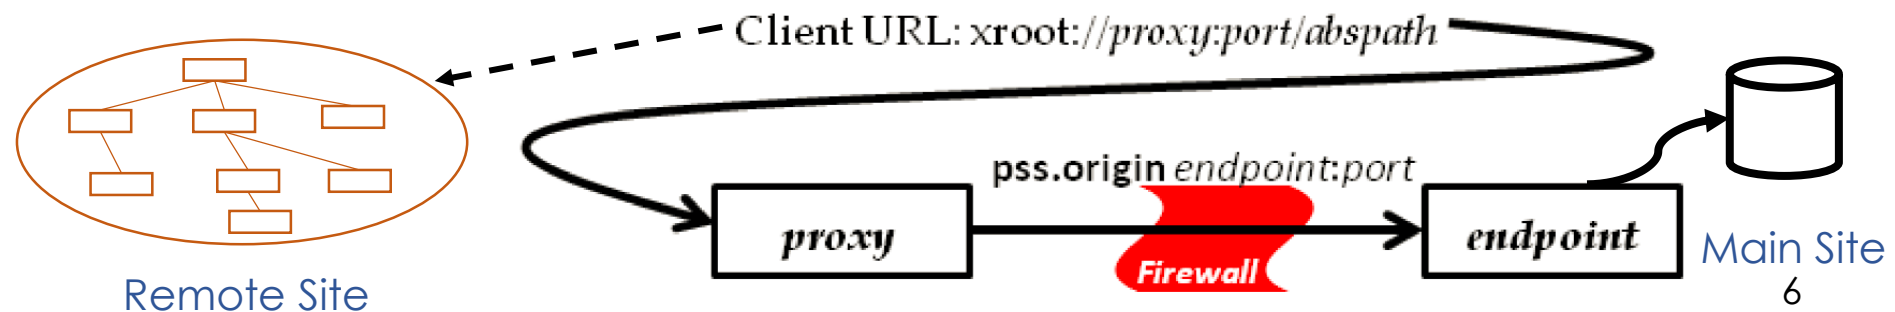 Client URL: xroot://proxy:port/abspath
pss.origin endpoint:port
proxy
Firewall
endpoint
Remote Site
Main Site
6